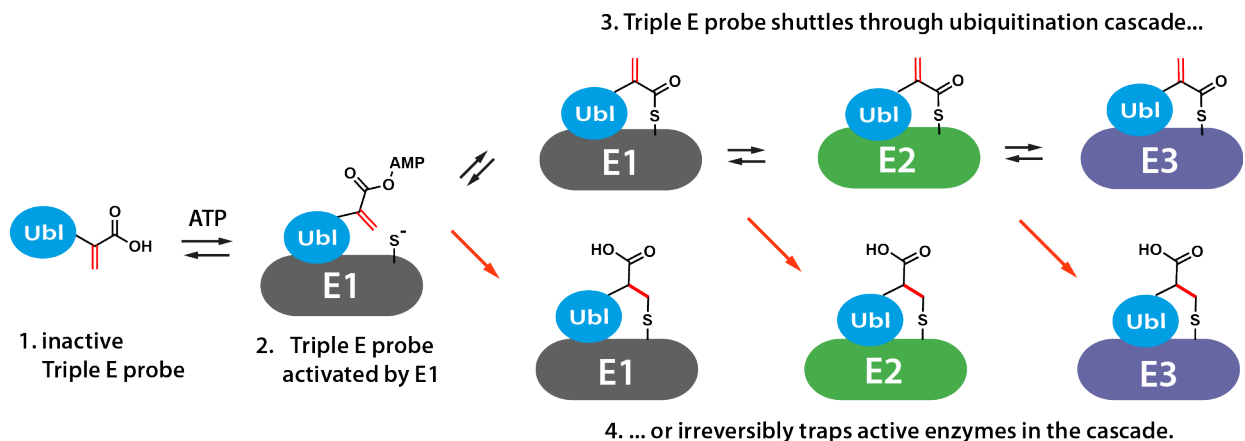 3. Triple E probe shuttles through ubiquitination cascade...
O
S
Ubl
E1
O
S
Ubl
E2
O
S
Ubl
E3
AMP
O
O
Ubl
S-
E1
ATP
Ubl
O
OH
1. inactive
Triple E probe
2. Triple E probe
activated by E1
HO
O
Ubl
S
E1
HO
O
Ubl
S
E2
HO
O
Ubl
S
E3
4. ... or irreversibly traps active enzymes in the cascade.